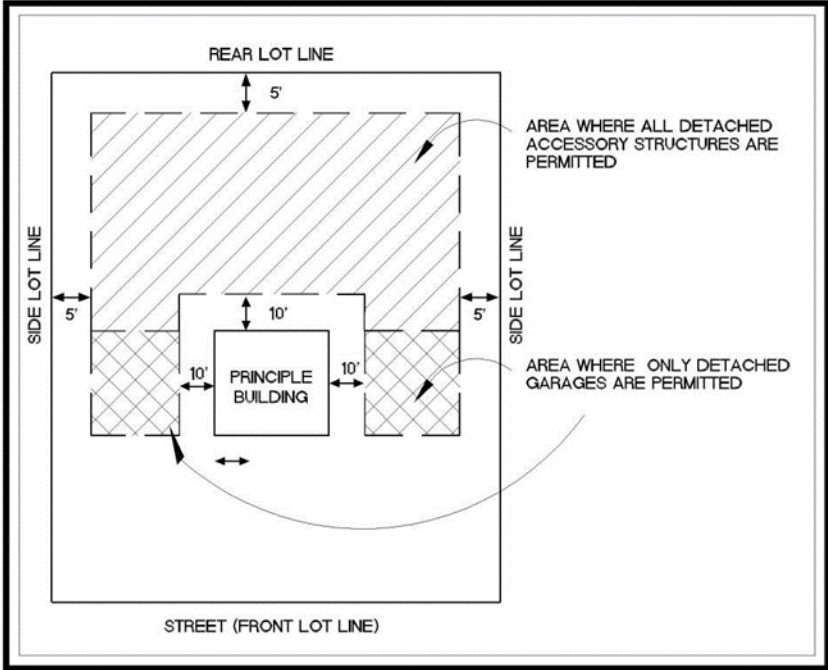 REAR LOT LINE
5'
AREA WHERE ALL DETACHED
ACCESSORY STRUCTURES ARE
PERMITTED
SIDE LOT LINE
SIDE LOT LINE
5'
10'
5'
10'
PRINCIPLE
BUILDING
10'
AREA WHERE ONLY DETACHED
GARAGES ARE PERMITTED
STREET (FRONT LOT LINE)